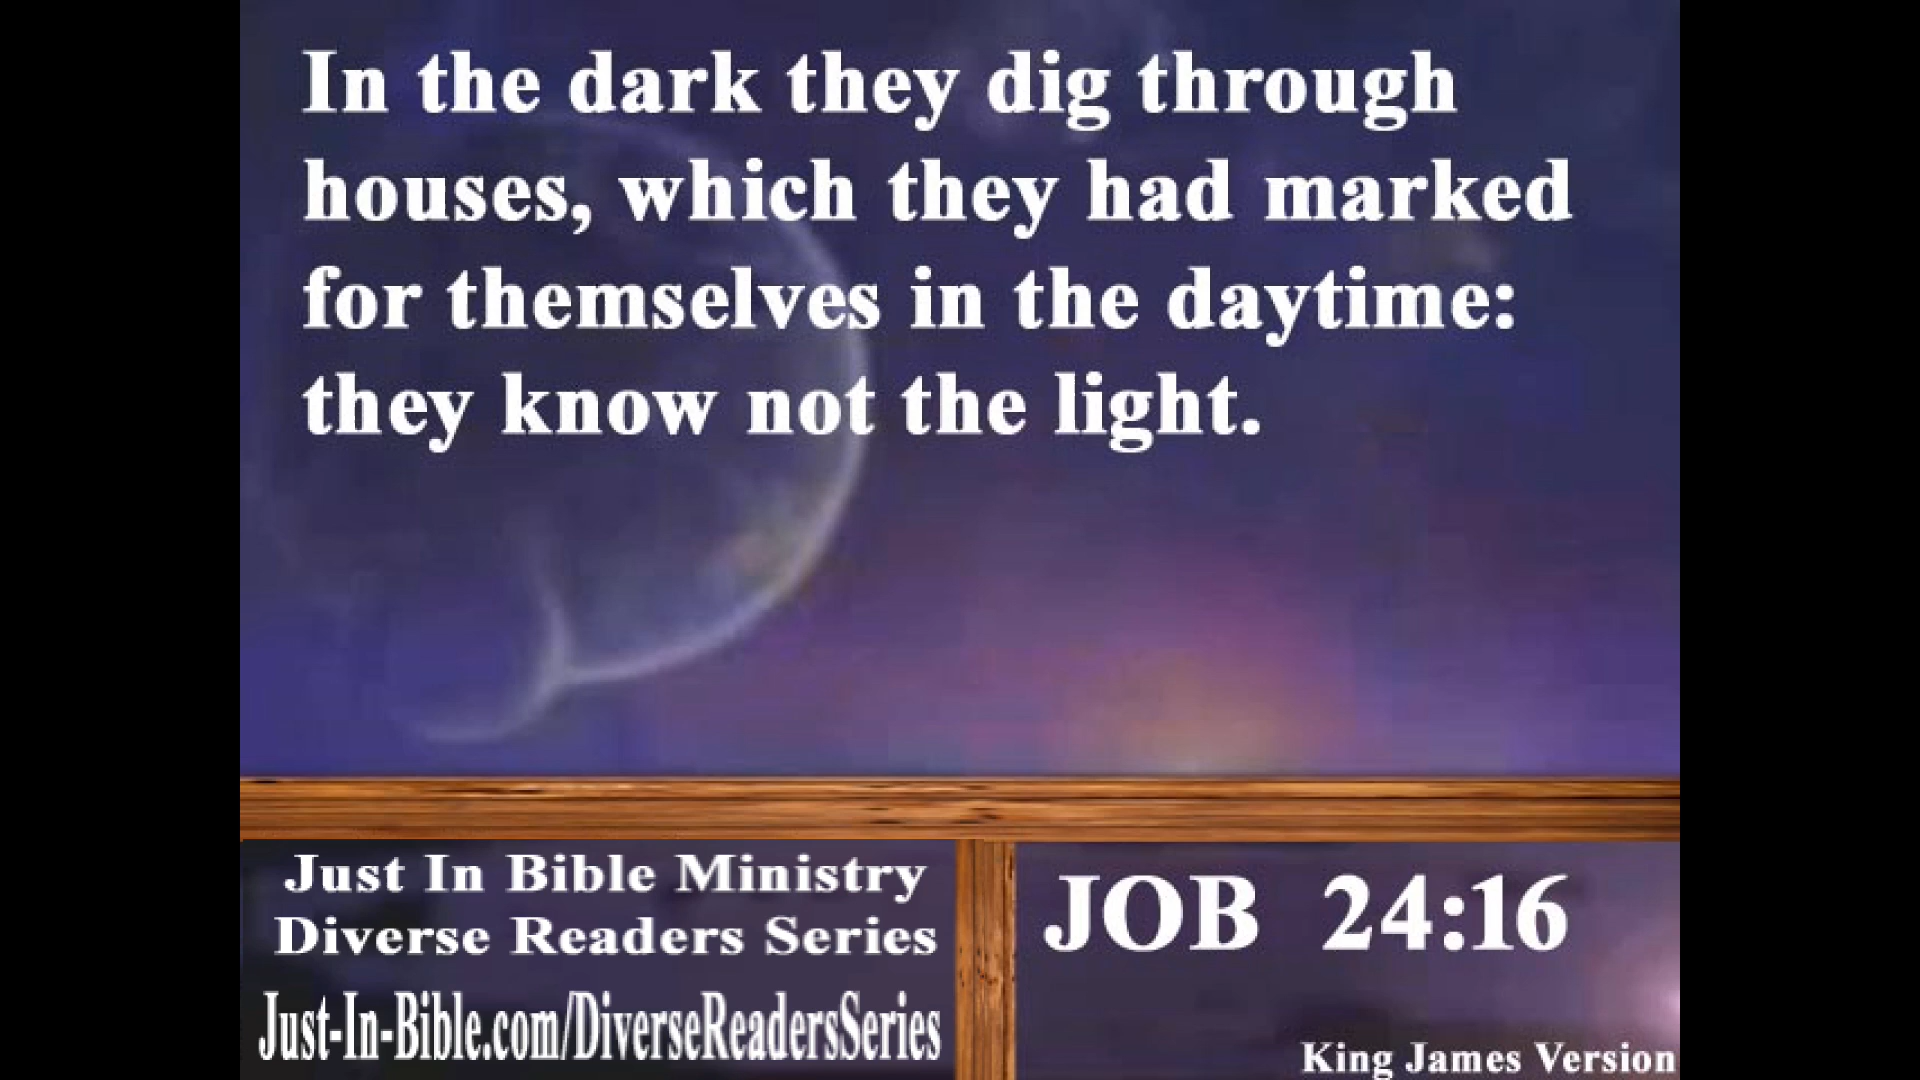 In the dark they dig through
houses, which they had marked
for themselves in the daytime:
they know not the light.
Just In Bible Ministry
Diverse Readers Series
Just-In-Bible.com/DiverseReadersSeries
JOB 24:16
King James Version